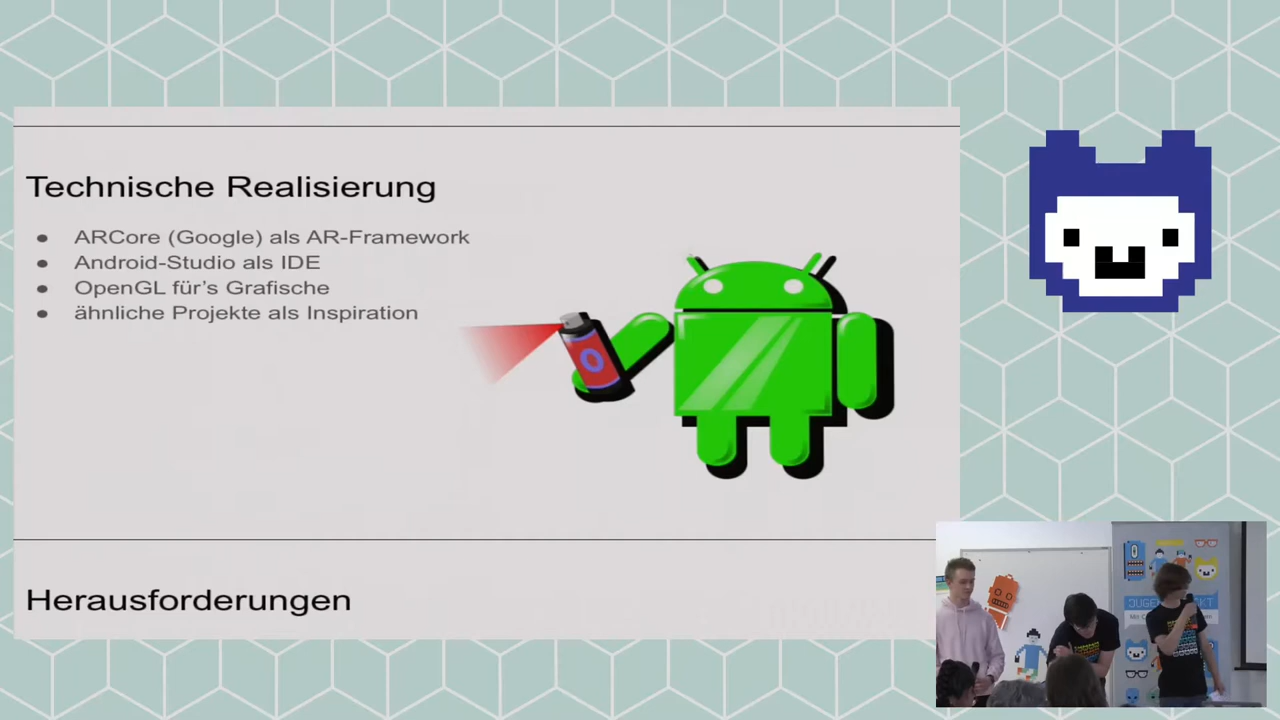 Technische Realisierung
● ARCore (Google) als AR-Framework
● Android-Studio als IDE
● OpenGL für's Grafische
● ähnliche Projekte als Inspiration
Herausforderungen